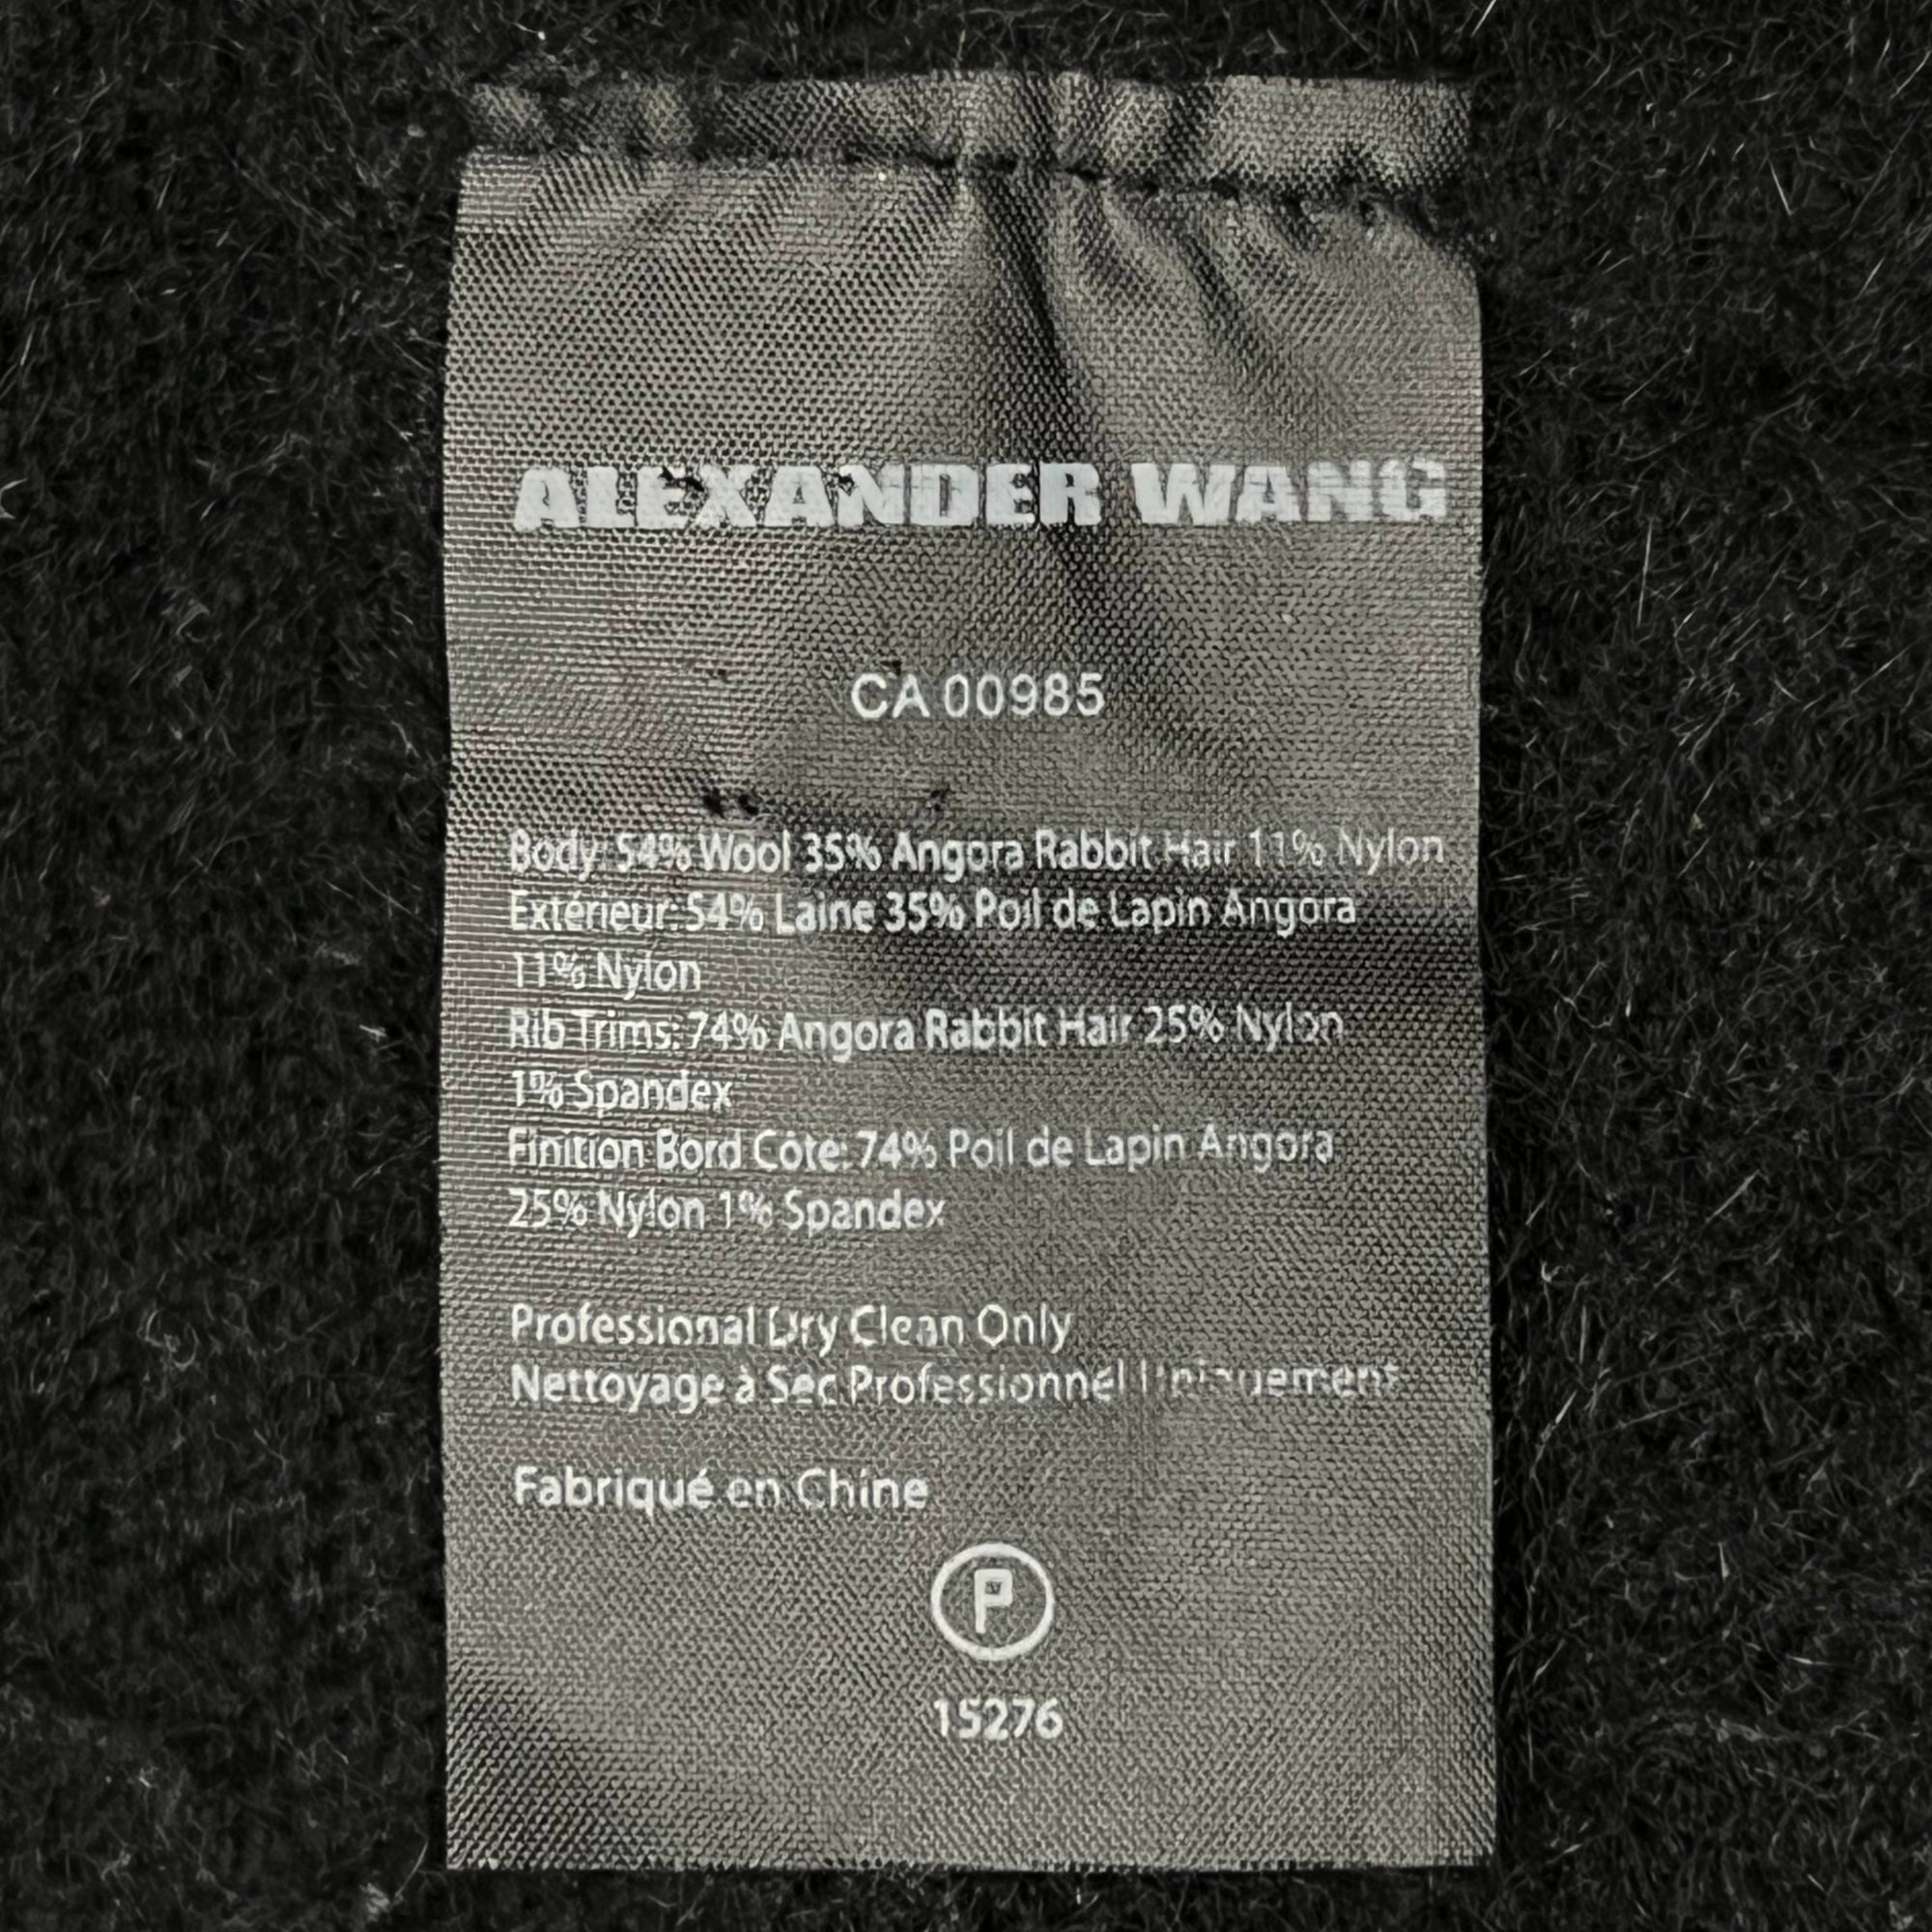 ALEXANDER WANG
CA 00985
Body: 54% Wool 35% Angora Rabbit Hair 11% Nylon
Extérieur: 54% Laine 35% Poil de Lapin Angora
11% Nylon
Rib Trims: 74% Angora Rabbit Hair 25% Nylon
1% Spandex
Finition Bord Cote: 74% Poil de Lapin Angora
25% Nylon 1% Spandex
Professional Dry Clean Only
Nettoyage à Sec Professionnel Uniquement
Fabriqué en Chine
P
15276